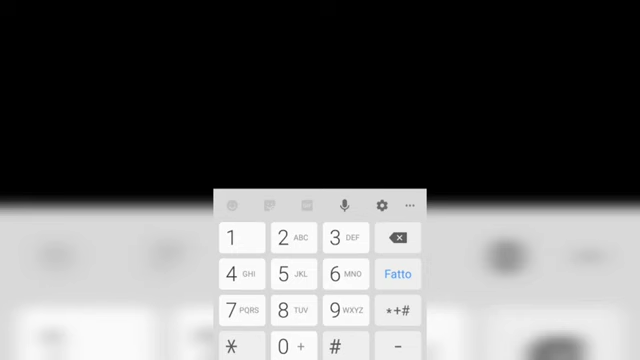 1 2 ABC 3 DEF
4 GHI 5 JKL 6 MNO Fatto
7 PQRS 8 TUV 9 WXYZ *+#
* 0 + # -